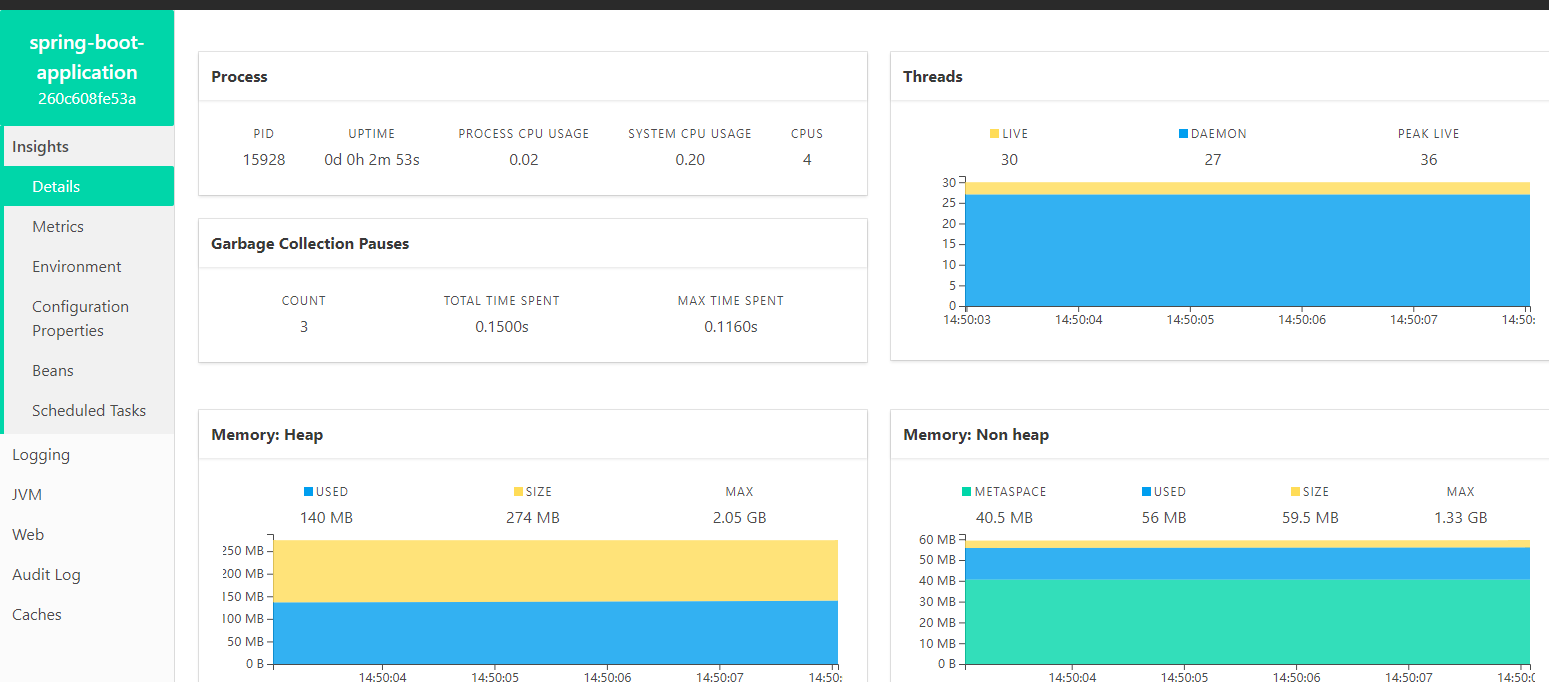 spring-boot-
application
260c608fe53a
Insights
Details
Metrics
Environment
Configuration
Properties
Beans
Scheduled Tasks
Logging
JVM
Web
Audit Log
Caches
Process
PID UPTIME PROCESS CPU USAGE SYSTEM CPU USAGE CPUS
15928 0d 0h 2m 53s 0.02 0.20 4
Garbage Collection Pauses
COUNT TOTAL TIME SPENT MAX TIME SPENT
3 0.1500s 0.1160s
Threads
LIVE DAEMON PEAK LIVE
30 27 36
30
25
20
15
10
5
0
14:50:03 14:50:04 14:50:05 14:50:06 14:50:07 14:50:
Memory: Heap
USED SIZE MAX
140 MB 274 MB 2.05 GB
250 MB
200 MB
150 MB
100 MB
50 MB
0 B
14:50:04 14:50:05 14:50:06 14:50:07 14:50:
Memory: Non heap
METASPACE USED SIZE MAX
40.5 MB 56 MB 59.5 MB 1.33 GB
60 MB
50 MB
40 MB
30 MB
20 MB
10 MB
0 B
14:50:04 14:50:05 14:50:06 14:50:07 14:50: